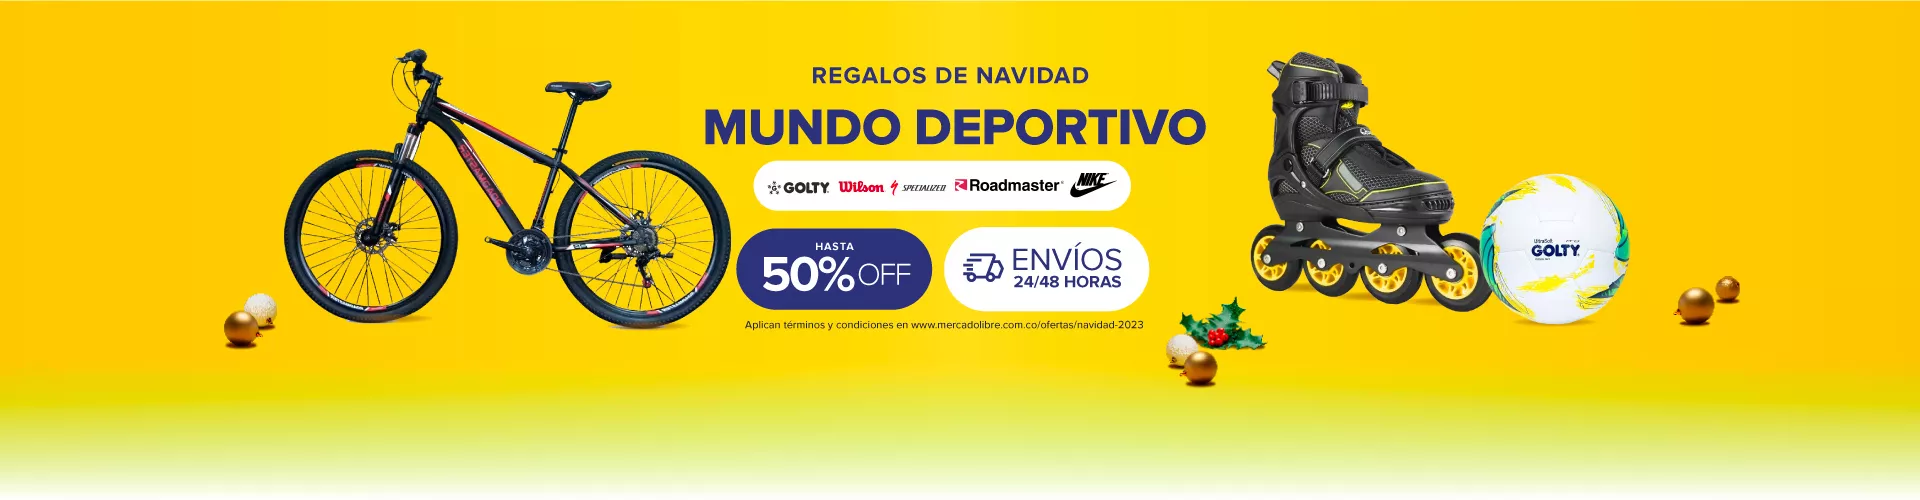 REGALOS DE NAVIDAD
MUNDO DEPORTIVO
GOLTY Wilson SPECIALIZED Roadmaster NIKE
HASTA
50% OFF
ENVÍOS
24/48 HORAS
Aplican términos y condiciones en www.mercadolibre.com.co/ofertas/navidad-2023
UltraSoft
GOLTY